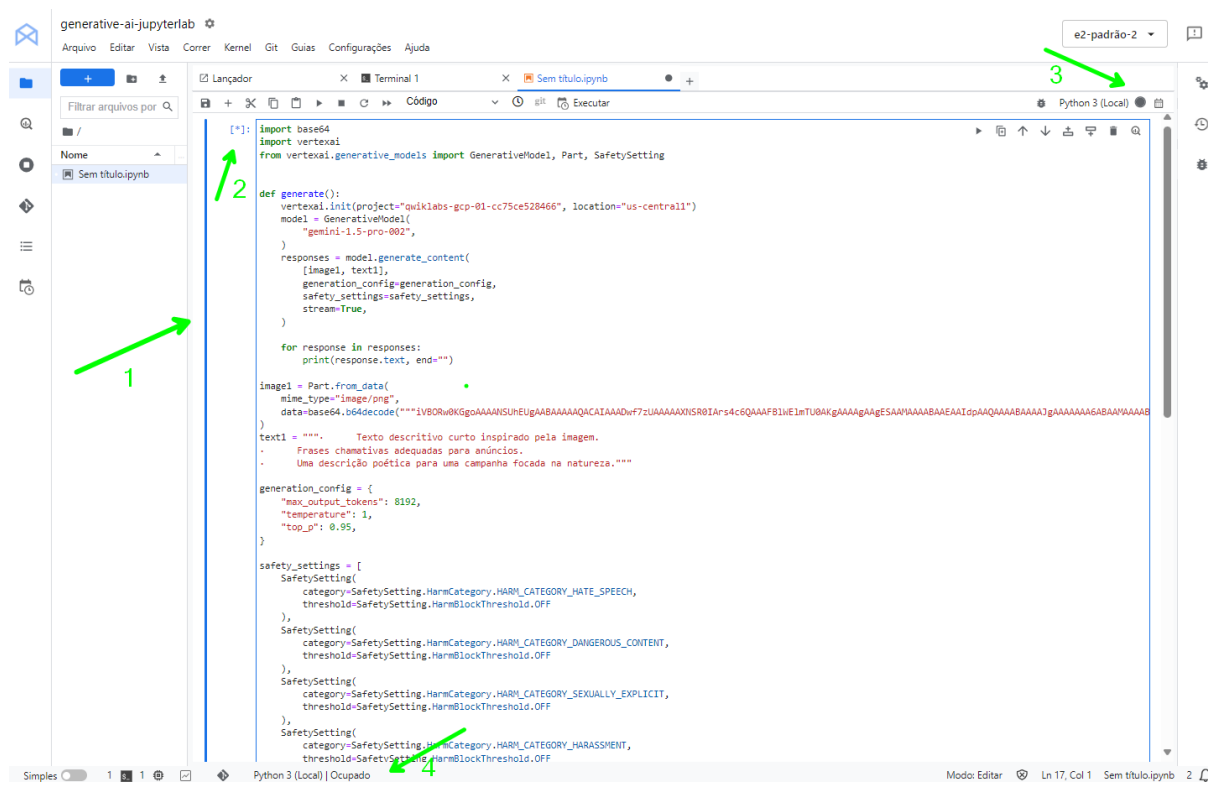 generative-ai-jupyterlab
Arquivo Editar Vista Correr Kernel Git Guias Configurações Ajuda
e2-padrão-2
Lançador
Terminal 1
Sem título.ipynb
3
Filtrar arquivos por
Código
git
Executar
Python 3 (Local)
/
Nome
Sem título.ipynb
[*]:
2
1
import base64
import vertexai
from vertexai.generative_models import GenerativeModel, Part, SafetySetting
def generate():
vertexai.init(project="qwiklabs-gcp-01-cc75ce528466", location="us-central1")
model = GenerativeModel(
"gemini-1.5-pro-002",
)
responses = model.generate_content(
[image1, text1],
generation_config=generation_config,
safety_settings=safety_settings,
stream=True,
)
for response in responses:
print(response.text, end="")
image1 = Part.from_data(
mime_type="image/png",
data=base64.b64decode("""
)
text1 = """· Texto descritivo curto inspirado pela imagem.
· Frases chamativas adequadas para anúncios.
· Uma descrição poética para uma campanha focada na natureza."""
generation_config = {
"max_output_tokens": 8192,
"temperature": 1,
"top_p": 0.95,
}
safety_settings = [
SafetySetting(
category=SafetySetting.HarmCategory.HARM_CATEGORY_HATE_SPEECH,
threshold=SafetySetting.HarmBlockThreshold.OFF
),
SafetySetting(
category=SafetySetting.HarmCategory.HARM_CATEGORY_DANGEROUS_CONTENT,
threshold=SafetySetting.HarmBlockThreshold.OFF
),
SafetySetting(
category=SafetySetting.HarmCategory.HARM_CATEGORY_SEXUALLY_EXPLICIT,
threshold=SafetySetting.HarmBlockThreshold.OFF
),
SafetySetting(
category=SafetySetting.HarmCategory.HARM_CATEGORY_HARASSMENT,
threshold=SafetySetting.HarmBlockThreshold.OFF
4
Simples 1 1 Python 3 (Local) | Ocupado Modo: Editar Ln 17, Col 1 Sem título.ipynb 2